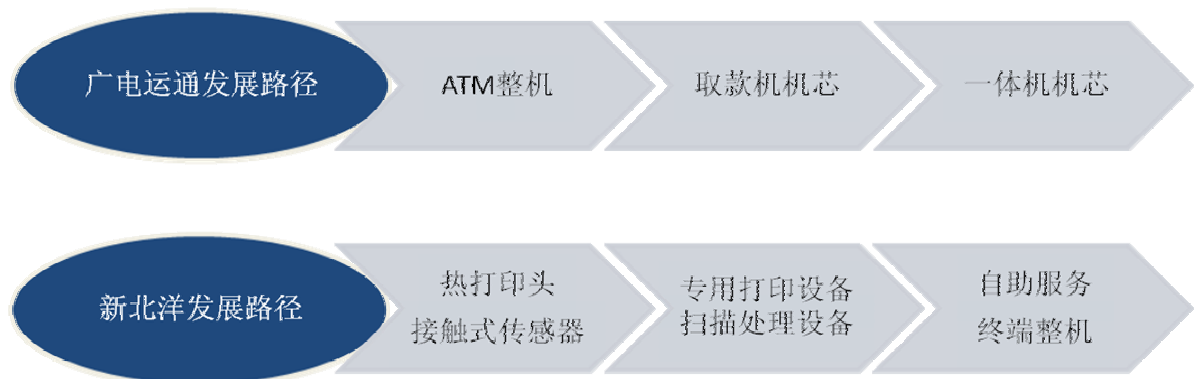 广电运通发展路径
ATM整机
取款机机芯
一体机机芯
新北洋发展路径
热打印头
接触式传感器
专用打印设备
扫描处理设备
自助服务
终端整机